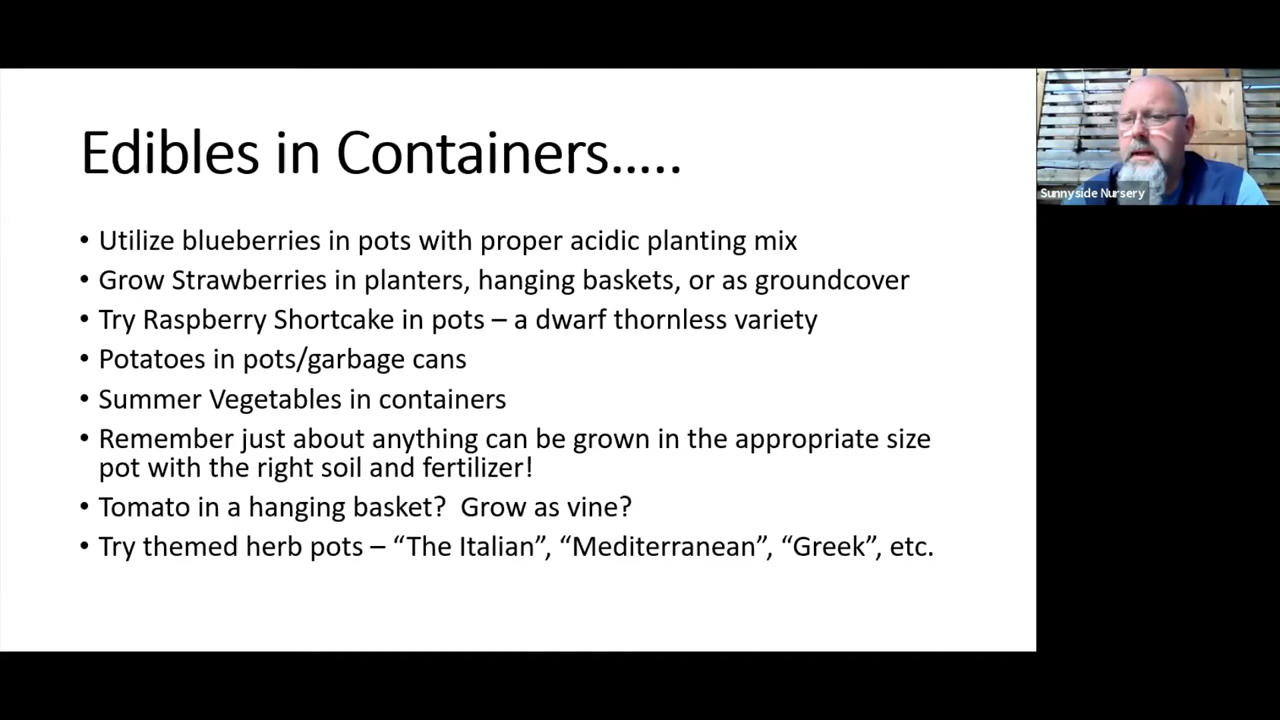 Edibles in Containers.....
• Utilize blueberries in pots with proper acidic planting mix
• Grow Strawberries in planters, hanging baskets, or as groundcover
• Try Raspberry Shortcake in pots – a dwarf thornless variety
• Potatoes in pots/garbage cans
• Summer Vegetables in containers
• Remember just about anything can be grown in the appropriate size
pot with the right soil and fertilizer!
• Tomato in a hanging basket?  Grow as vine?
• Try themed herb pots – “The Italian”, “Mediterranean”, “Greek”, etc.
Sunnyside Nursery